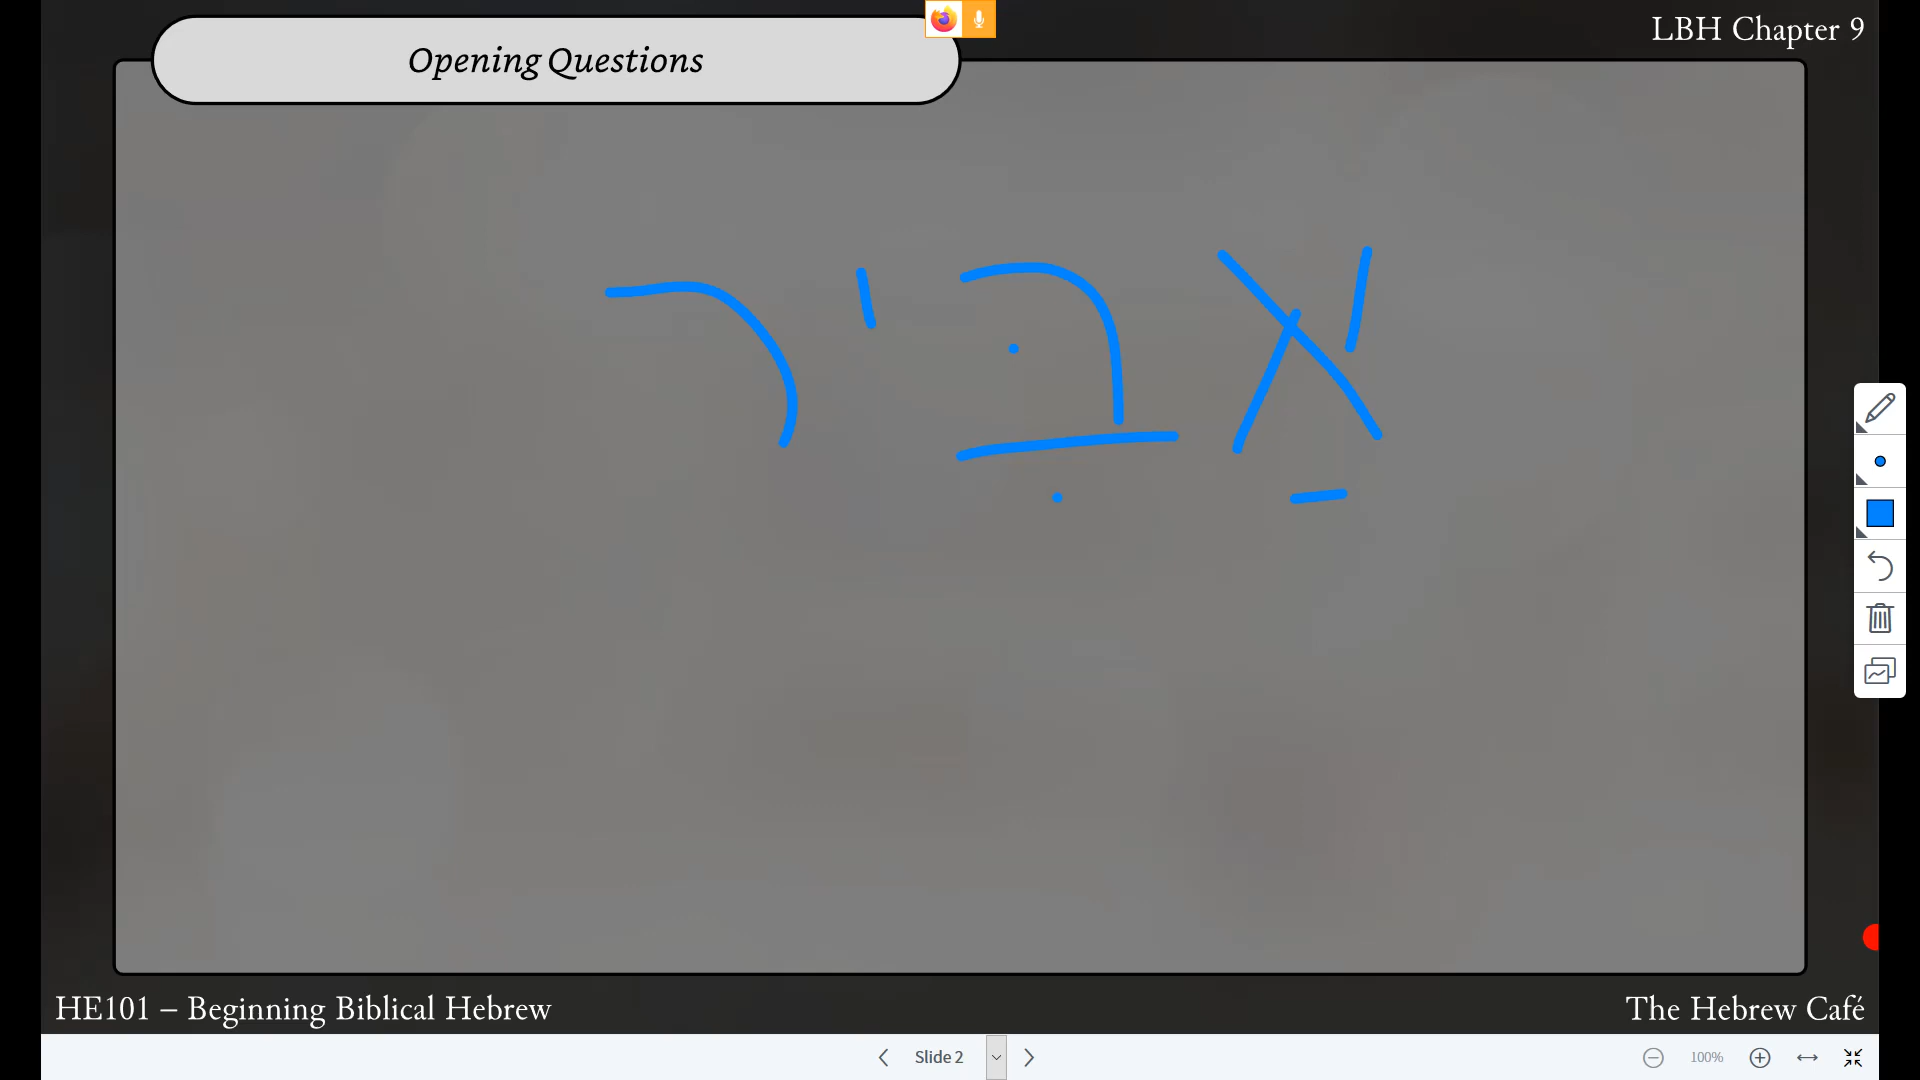 LBH Chapter 9
Opening Questions
אַבִּיר
HE101 – Beginning Biblical Hebrew
The Hebrew Café
Slide 2
100%